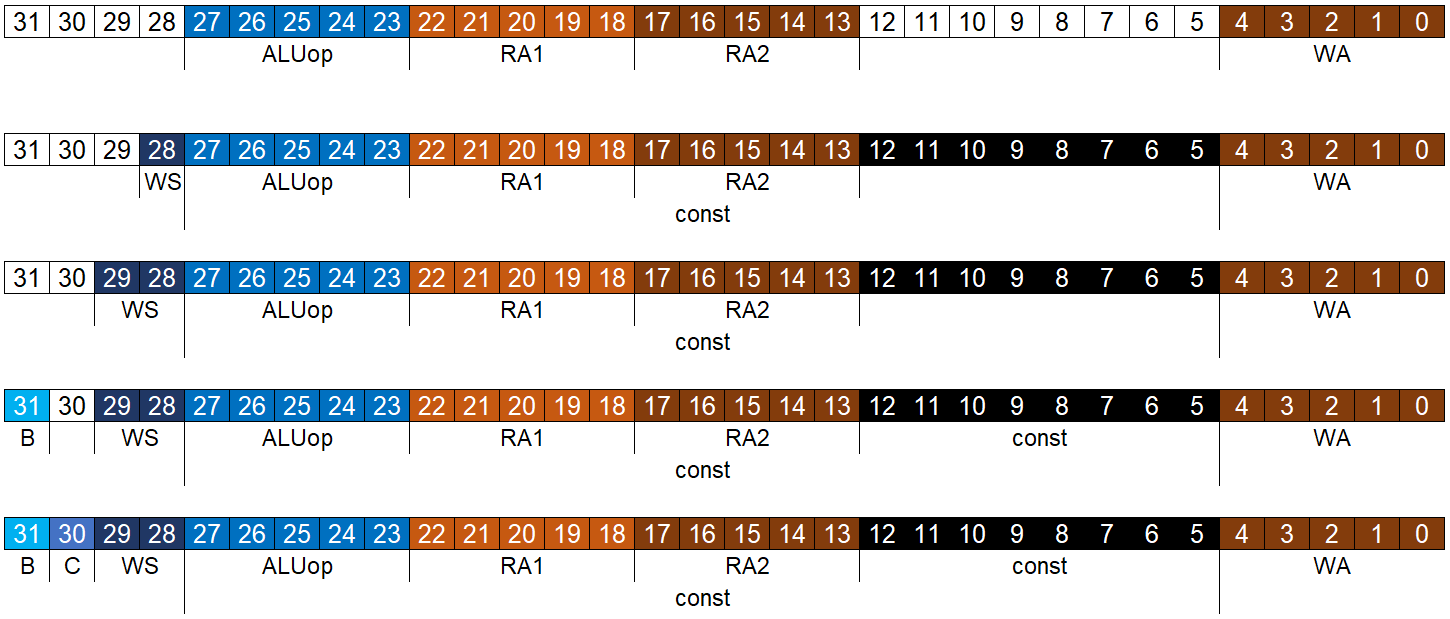 31 30 29 28 27 26 25 24 23 22 21 20 19 18 17 16 15 14 13 12 11 10 9 8 7 6 5 4 3 2 1 0
ALUop RA1 RA2 WA
31 30 29 28 27 26 25 24 23 22 21 20 19 18 17 16 15 14 13 12 11 10 9 8 7 6 5 4 3 2 1 0
WS ALUop RA1 RA2 WA
const
31 30 29 28 27 26 25 24 23 22 21 20 19 18 17 16 15 14 13 12 11 10 9 8 7 6 5 4 3 2 1 0
WS ALUop RA1 RA2 WA
const
31 30 29 28 27 26 25 24 23 22 21 20 19 18 17 16 15 14 13 12 11 10 9 8 7 6 5 4 3 2 1 0
B WS ALUop RA1 RA2 const WA
const
31 30 29 28 27 26 25 24 23 22 21 20 19 18 17 16 15 14 13 12 11 10 9 8 7 6 5 4 3 2 1 0
B C WS ALUop RA1 RA2 const WA
const